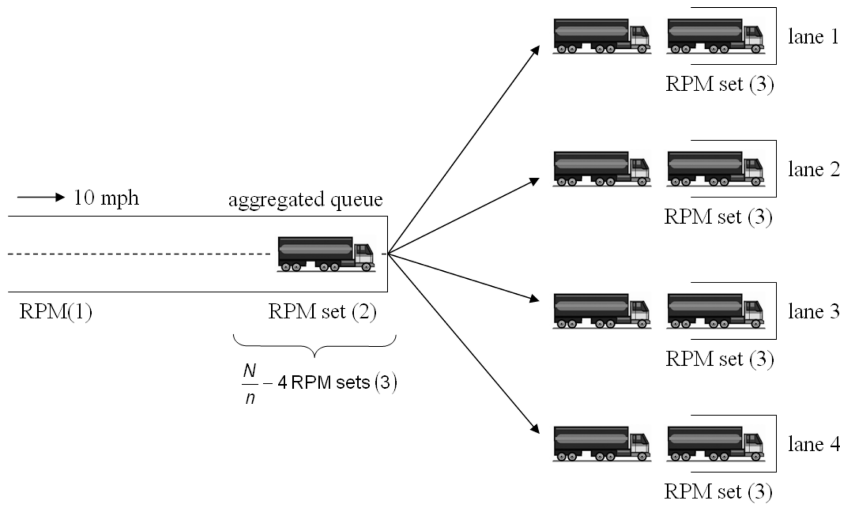 lane 1
RPM set (3)
lane 2
RPM set (3)
10 mph
aggregated queue
RPM(1)
RPM set (2)
lane 3
RPM set (3)
N/n – 4 RPM sets (3)
lane 4
RPM set (3)